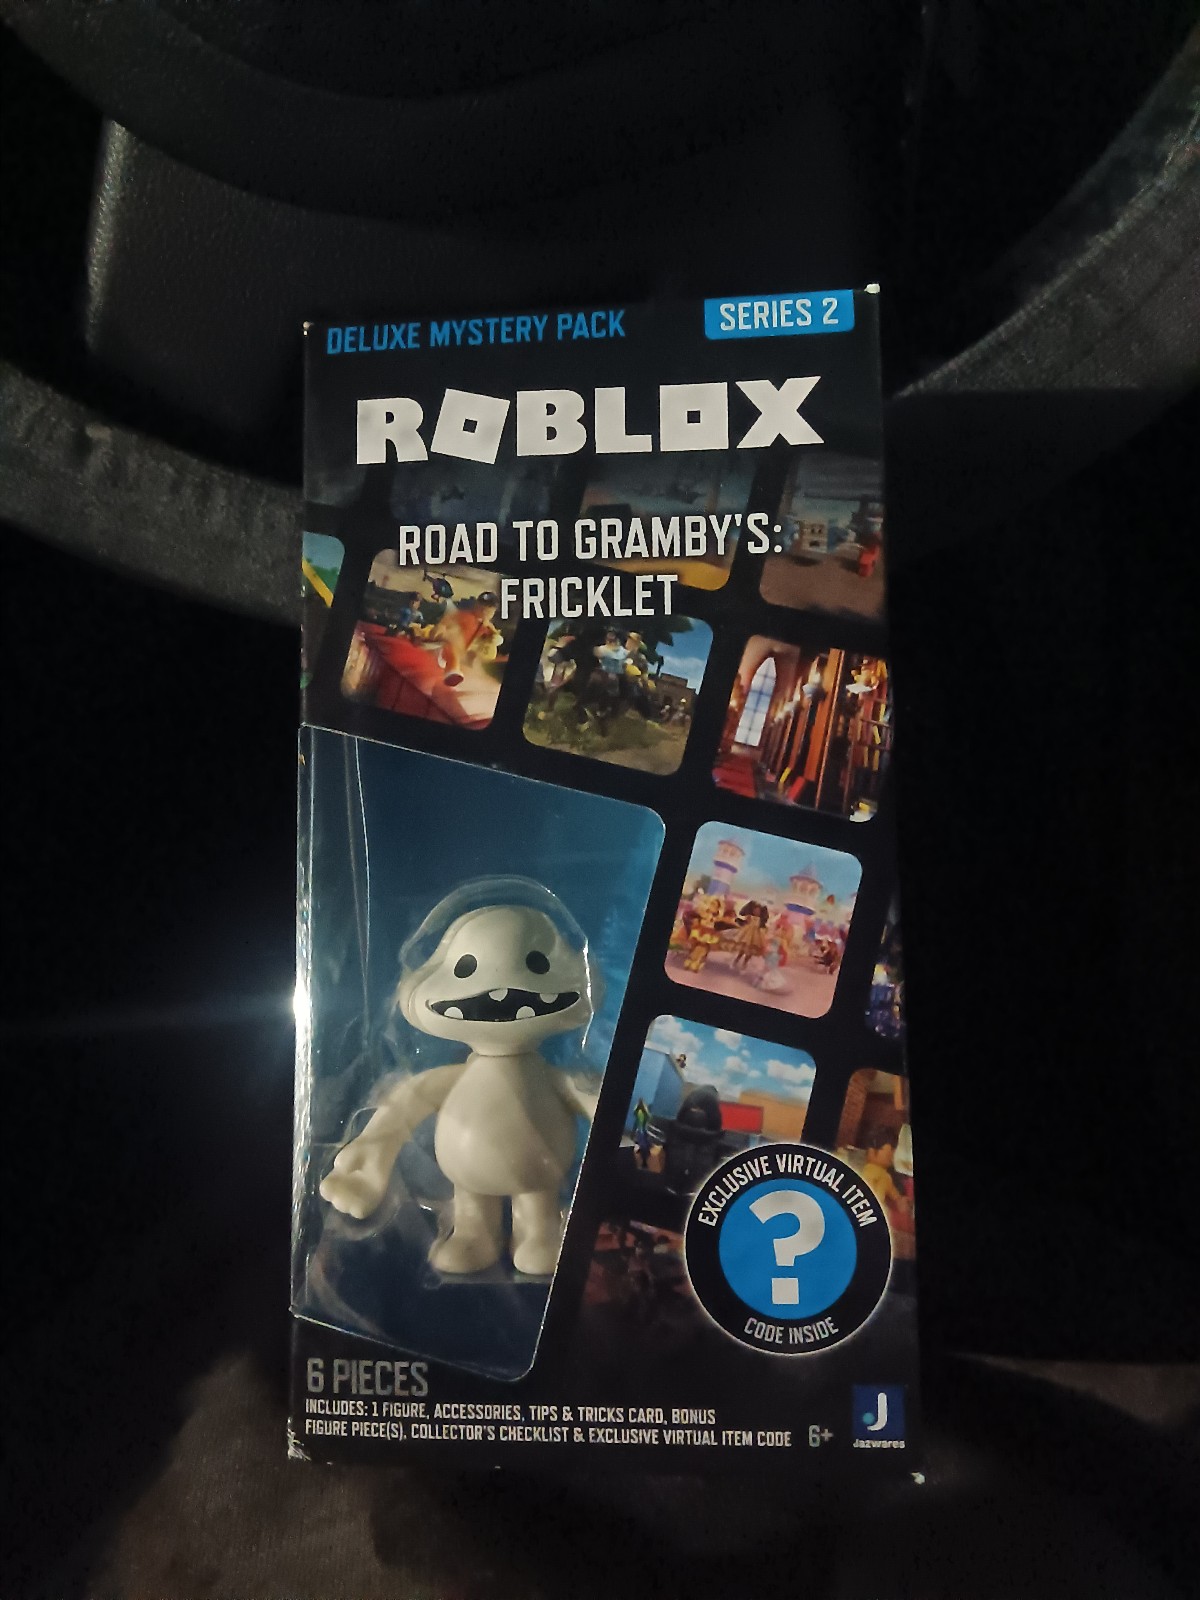 DELUXE MYSTERY PACK
SERIES 2
ROBLOX
ROAD TO GRAMBY'S:
FRICKLET
EXCLUSIVE VIRTUAL ITEM
?
CODE INSIDE
6 PIECES
INCLUDES: 1 FIGURE, ACCESSORIES, TIPS & TRICKS CARD, BONUS
FIGURE PIECE(S), COLLECTOR'S CHECKLIST & EXCLUSIVE VIRTUAL ITEM CODE
6+
J
Jazwares